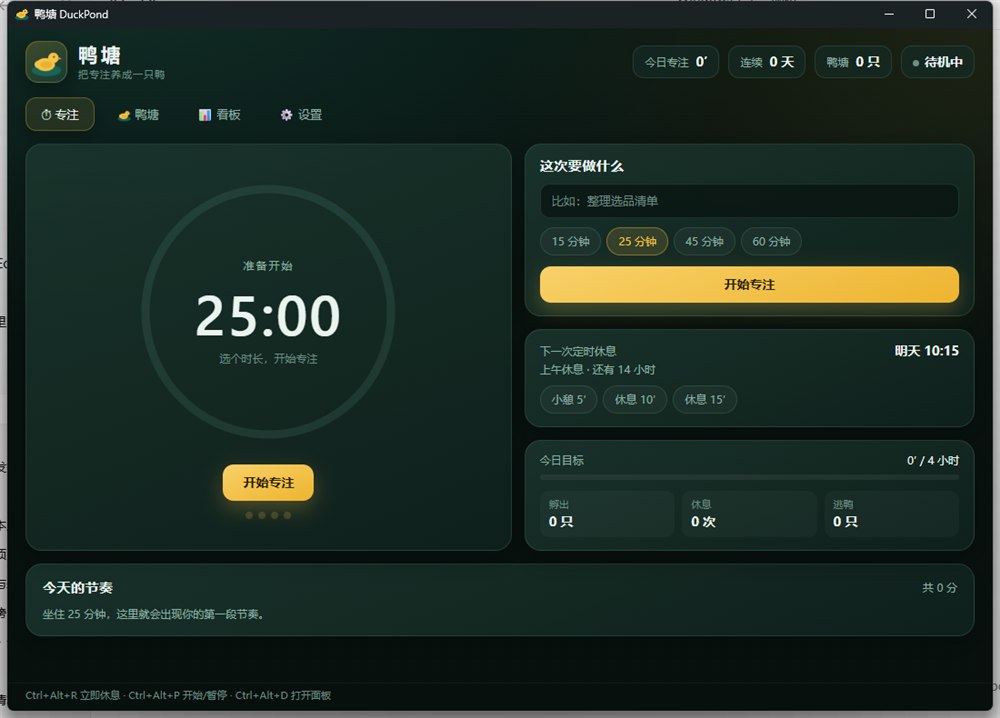 鸭塘 DuckPond
鸭塘
把专注养成一只鸭
今日专注 0′
连续 0 天
鸭塘 0 只
待机中
专注
鸭塘
看板
设置
准备开始
25:00
选个时长，开始专注
开始专注
这次要做什么
比如：整理选品清单
15 分钟
25 分钟
45 分钟
60 分钟
开始专注
下一次定时休息
明天 10:15
上午休息 · 还有 14 小时
小憩 5′
休息 10′
休息 15′
今日目标
0′ / 4 小时
孵出
0 只
休息
0 次
逃鸭
0 只
今天的节奏
共 0 分
坐住 25 分钟，这里就会出现你的第一段节奏。
Ctrl+Alt+R 立即休息 · Ctrl+Alt+P 开始/暂停 · Ctrl+Alt+D 打开面板